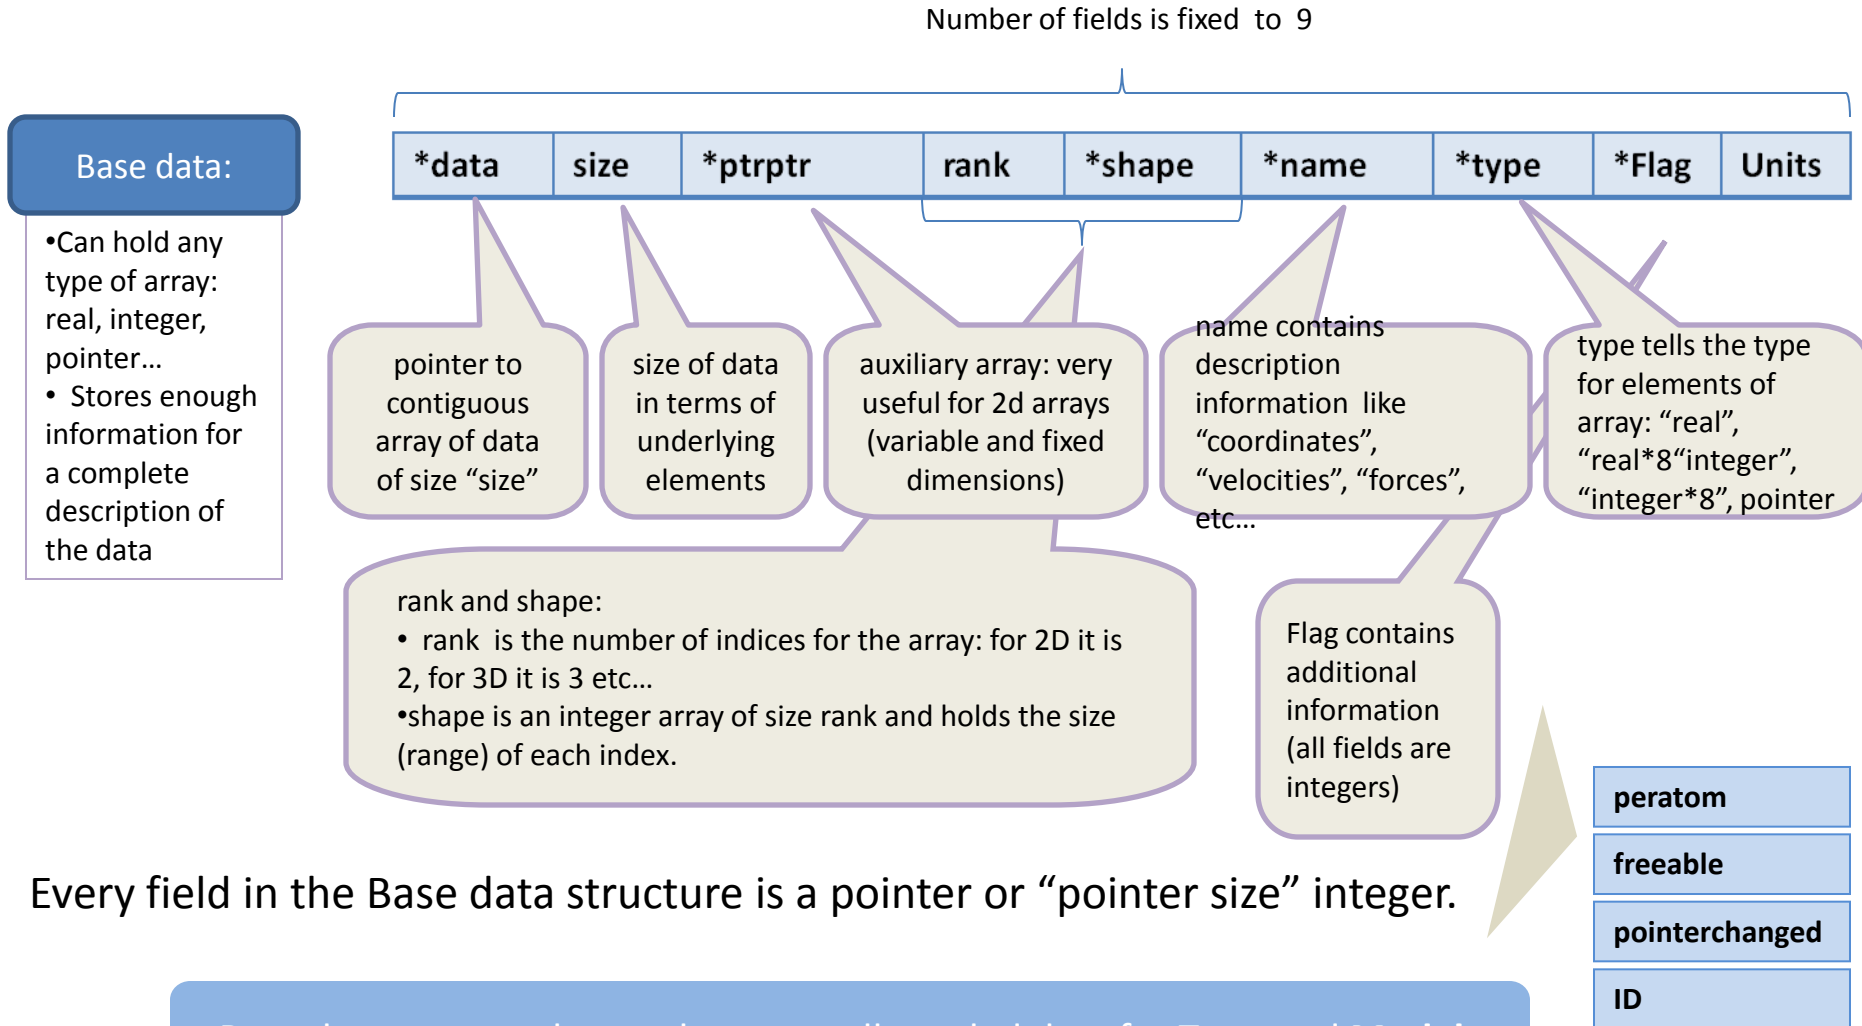 Number of fields is fixed to 9
Base data:
*data size *ptrptr rank *shape *name *type *Flag Units
•Can hold any
type of array:
real, integer,
pointer…
• Stores enough
information for
a complete
description of
the data
pointer to
contiguous
array of data
of size “size”
size of data
in terms of
underlying
elements
auxiliary array: very
useful for 2d arrays
(variable and fixed
dimensions)
name contains
description
information like
“coordinates”,
“velocities”, “forces”,
etc…
type tells the type
for elements of
array: “real”,
“real*8“integer”,
“integer*8”, pointer
rank and shape:
• rank is the number of indices for the array: for 2D it is
2, for 3D it is 3 etc…
•shape is an integer array of size rank and holds the size
(range) of each index.
Flag contains
additional
information
(all fields are
integers)
peratom
freeable
pointerchanged
ID
Every field in the Base data structure is a pointer or “pointer size” integer.